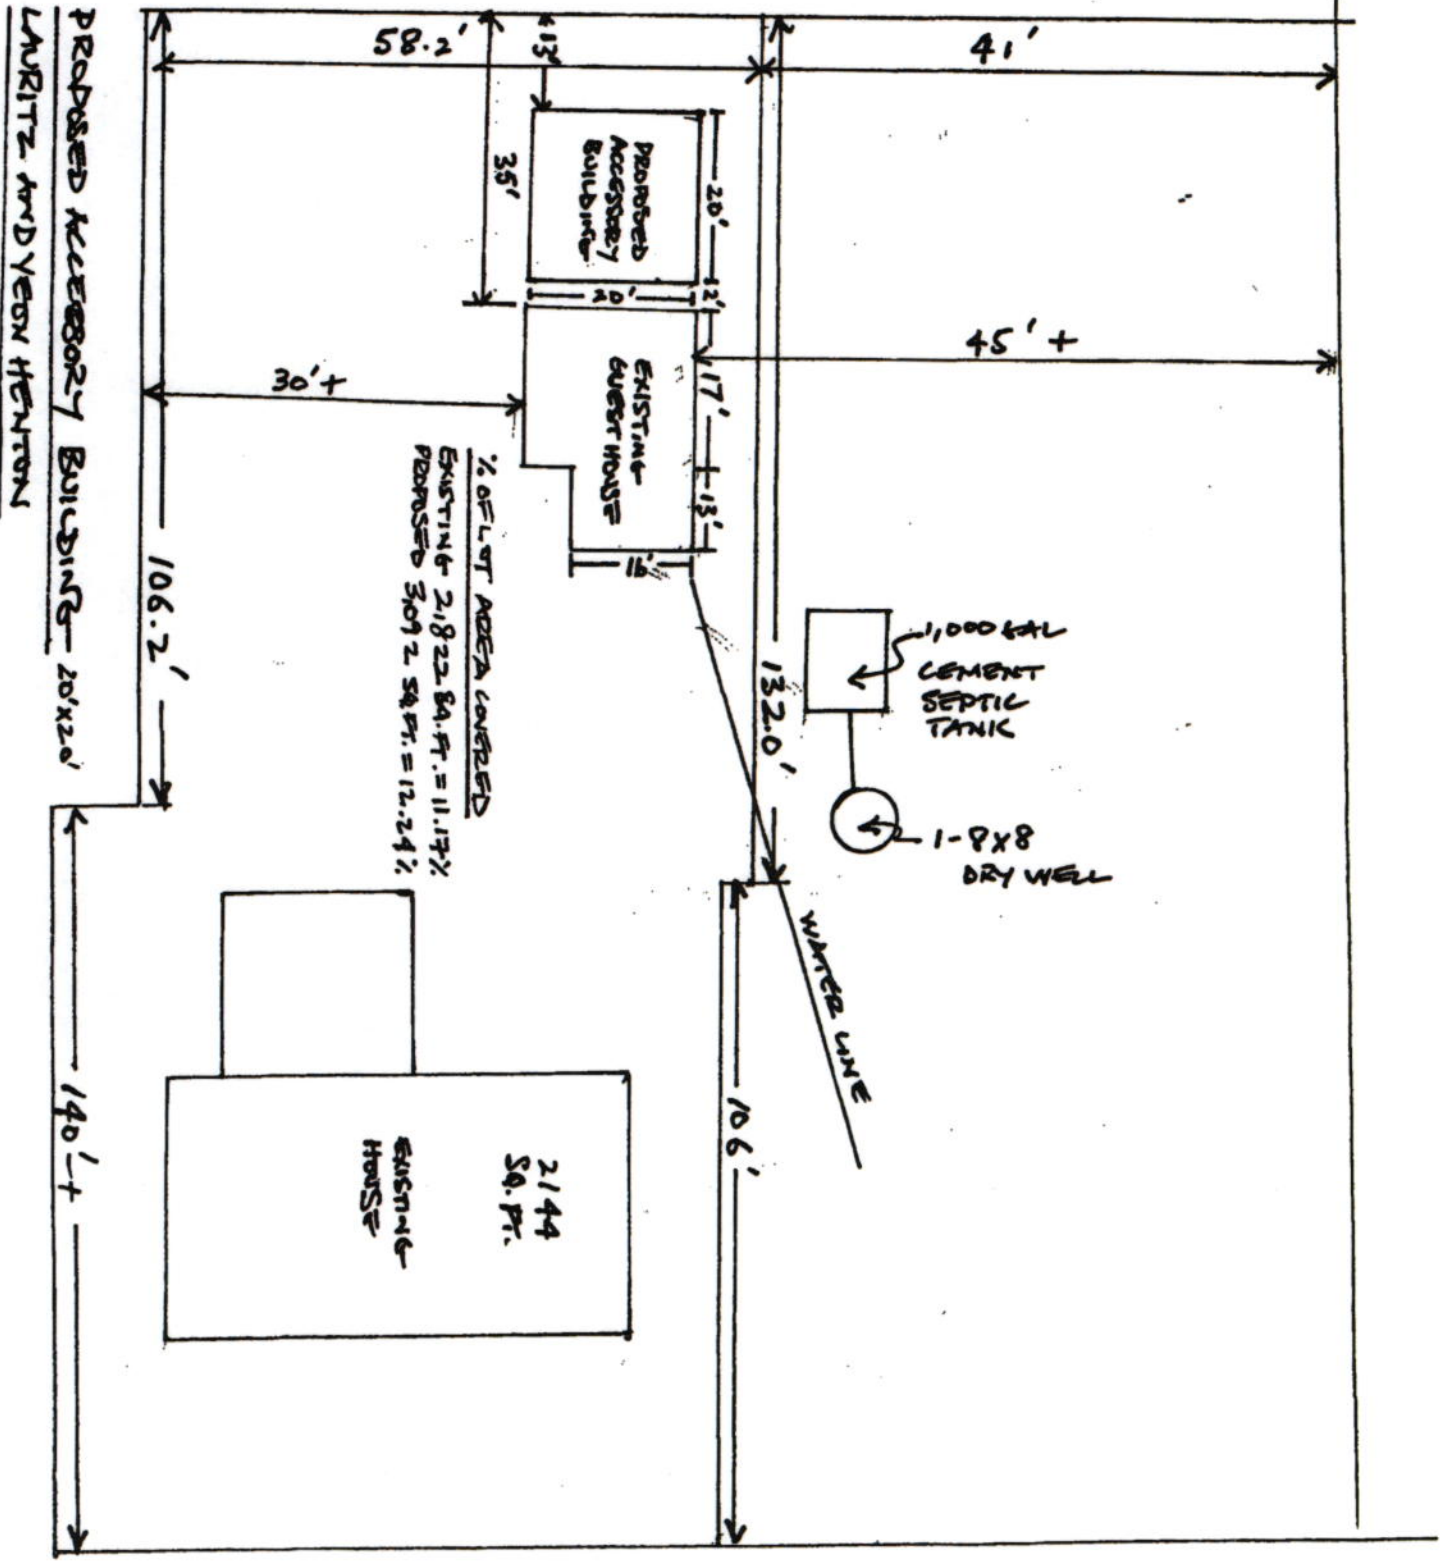 58.2'
41'
13'
35'
PROPOSED
ACCESSORY
BUILDING
20'
20'
12'
EXISTING
GUEST HOUSE
17'
13'
16'
45' +
30'+
% OF LOT AREA COVERED
EXISTING 2,822 SQ.FT. = 11.17%
PROPOSED 3,092 SQ.FT. = 12.24%
1,000 GAL
CEMENT
SEPTIC
TANK
1-8X8
DRY WELL
132.0'
WATER LINE
106.2'
106'
140'+
2144
SQ. FT.
EXISTING
HOUSE
PROPOSED ACCESSORY BUILDING - 20'X20'
LAURITZ AND YEON HENTON